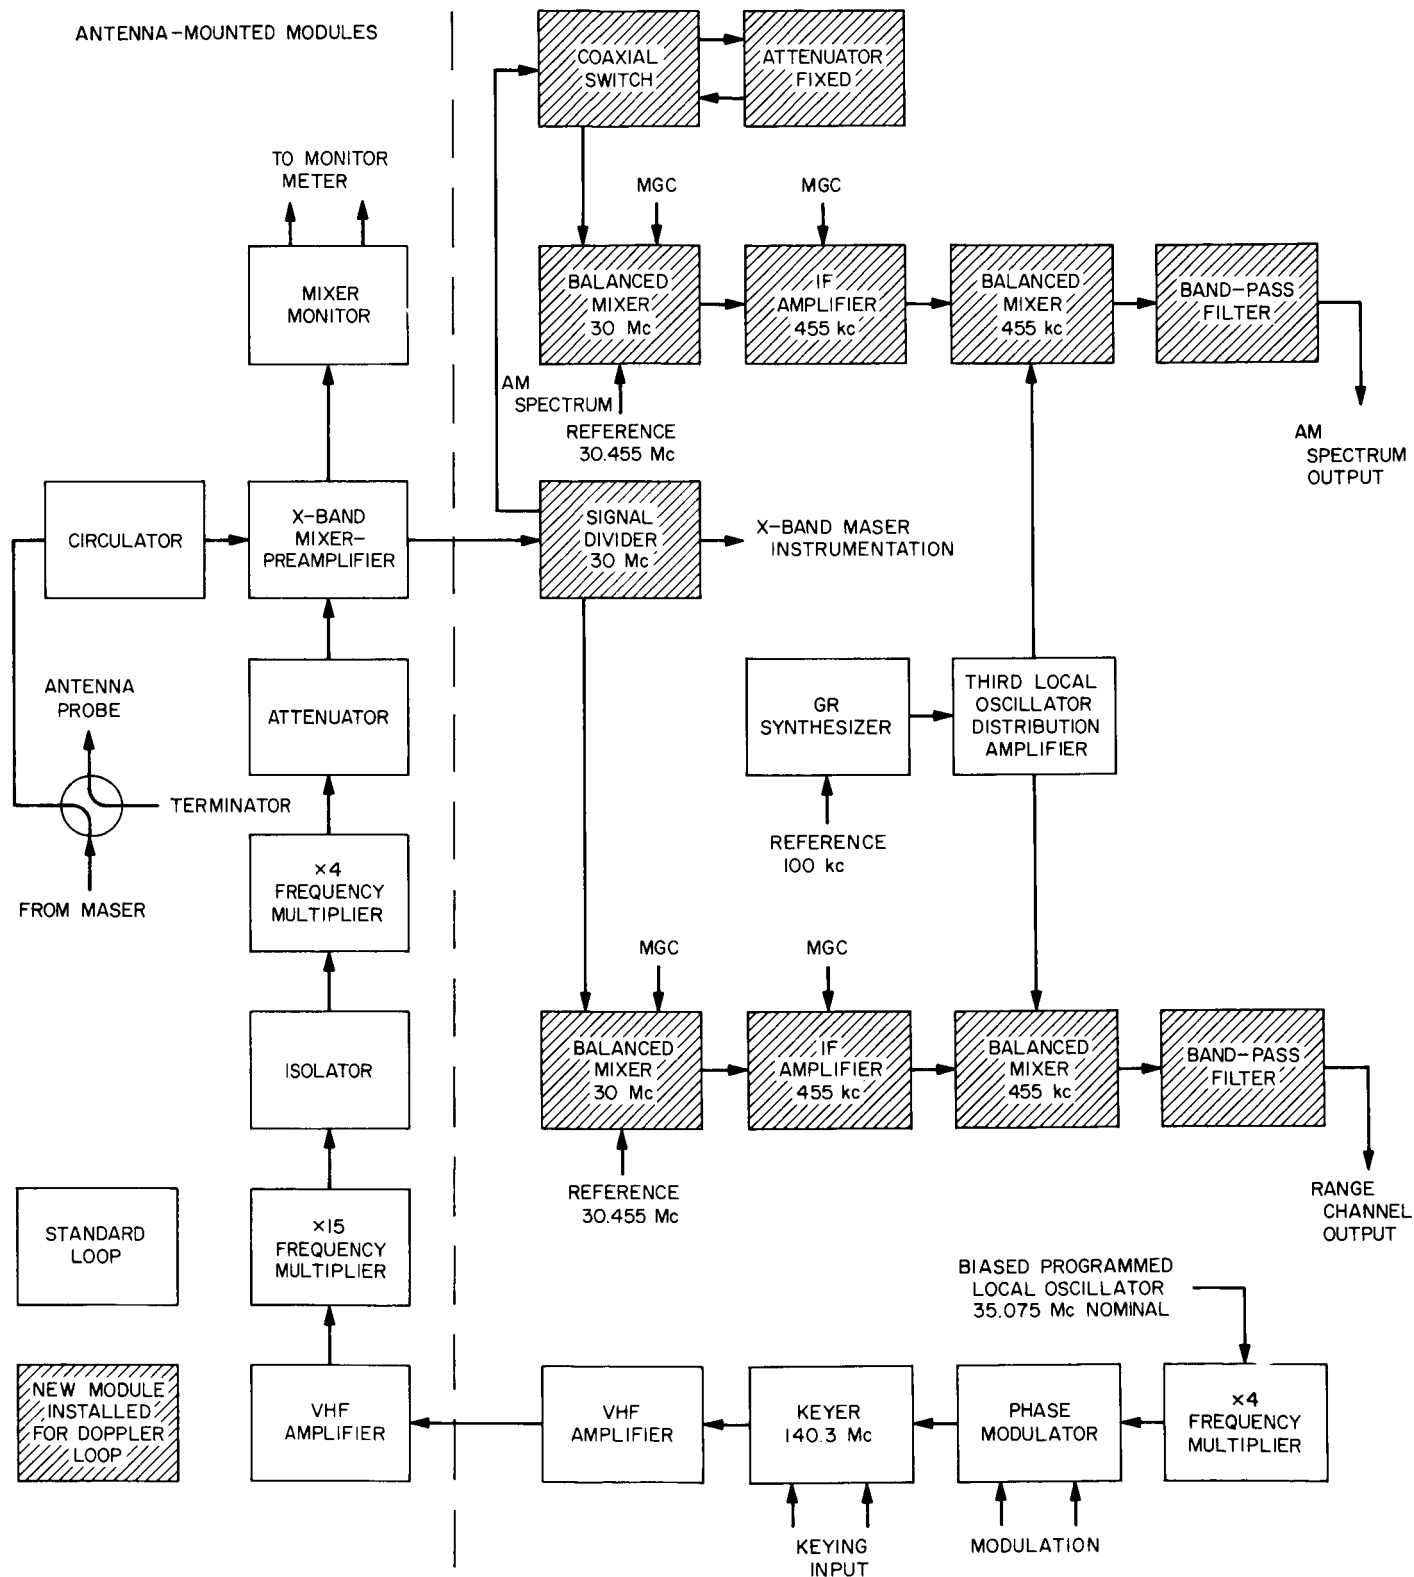 ANTENNA-MOUNTED MODULES
COAXIAL
SWITCH
ATTENUATOR
FIXED
TO MONITOR
METER
MGC
MGC
MIXER
MONITOR
BALANCED
MIXER
30 Mc
IF
AMPLIFIER
455 kc
BALANCED
MIXER
455 kc
BAND-PASS
FILTER
AM
SPECTRUM
REFERENCE
30.455 Mc
AM
SPECTRUM
OUTPUT
CIRCULATOR
X-BAND
MIXER-
PREAMPLIFIER
SIGNAL
DIVIDER
30 Mc
X-BAND MASER
INSTRUMENTATION
ANTENNA
PROBE
ATTENUATOR
GR
SYNTHESIZER
THIRD LOCAL
OSCILLATOR
DISTRIBUTION
AMPLIFIER
TERMINATOR
REFERENCE
100 kc
FROM MASER
×4
FREQUENCY
MULTIPLIER
MGC
MGC
ISOLATOR
BALANCED
MIXER
30 Mc
IF
AMPLIFIER
455 kc
BALANCED
MIXER
455 kc
BAND-PASS
FILTER
REFERENCE
30.455 Mc
RANGE
CHANNEL
OUTPUT
STANDARD
LOOP
×15
FREQUENCY
MULTIPLIER
BIASED PROGRAMMED
LOCAL OSCILLATOR
35.075 Mc NOMINAL
NEW MODULE
INSTALLED
FOR DOPPLER
LOOP
VHF
AMPLIFIER
VHF
AMPLIFIER
KEYER
140.3 Mc
PHASE
MODULATOR
×4
FREQUENCY
MULTIPLIER
KEYING
INPUT
MODULATION